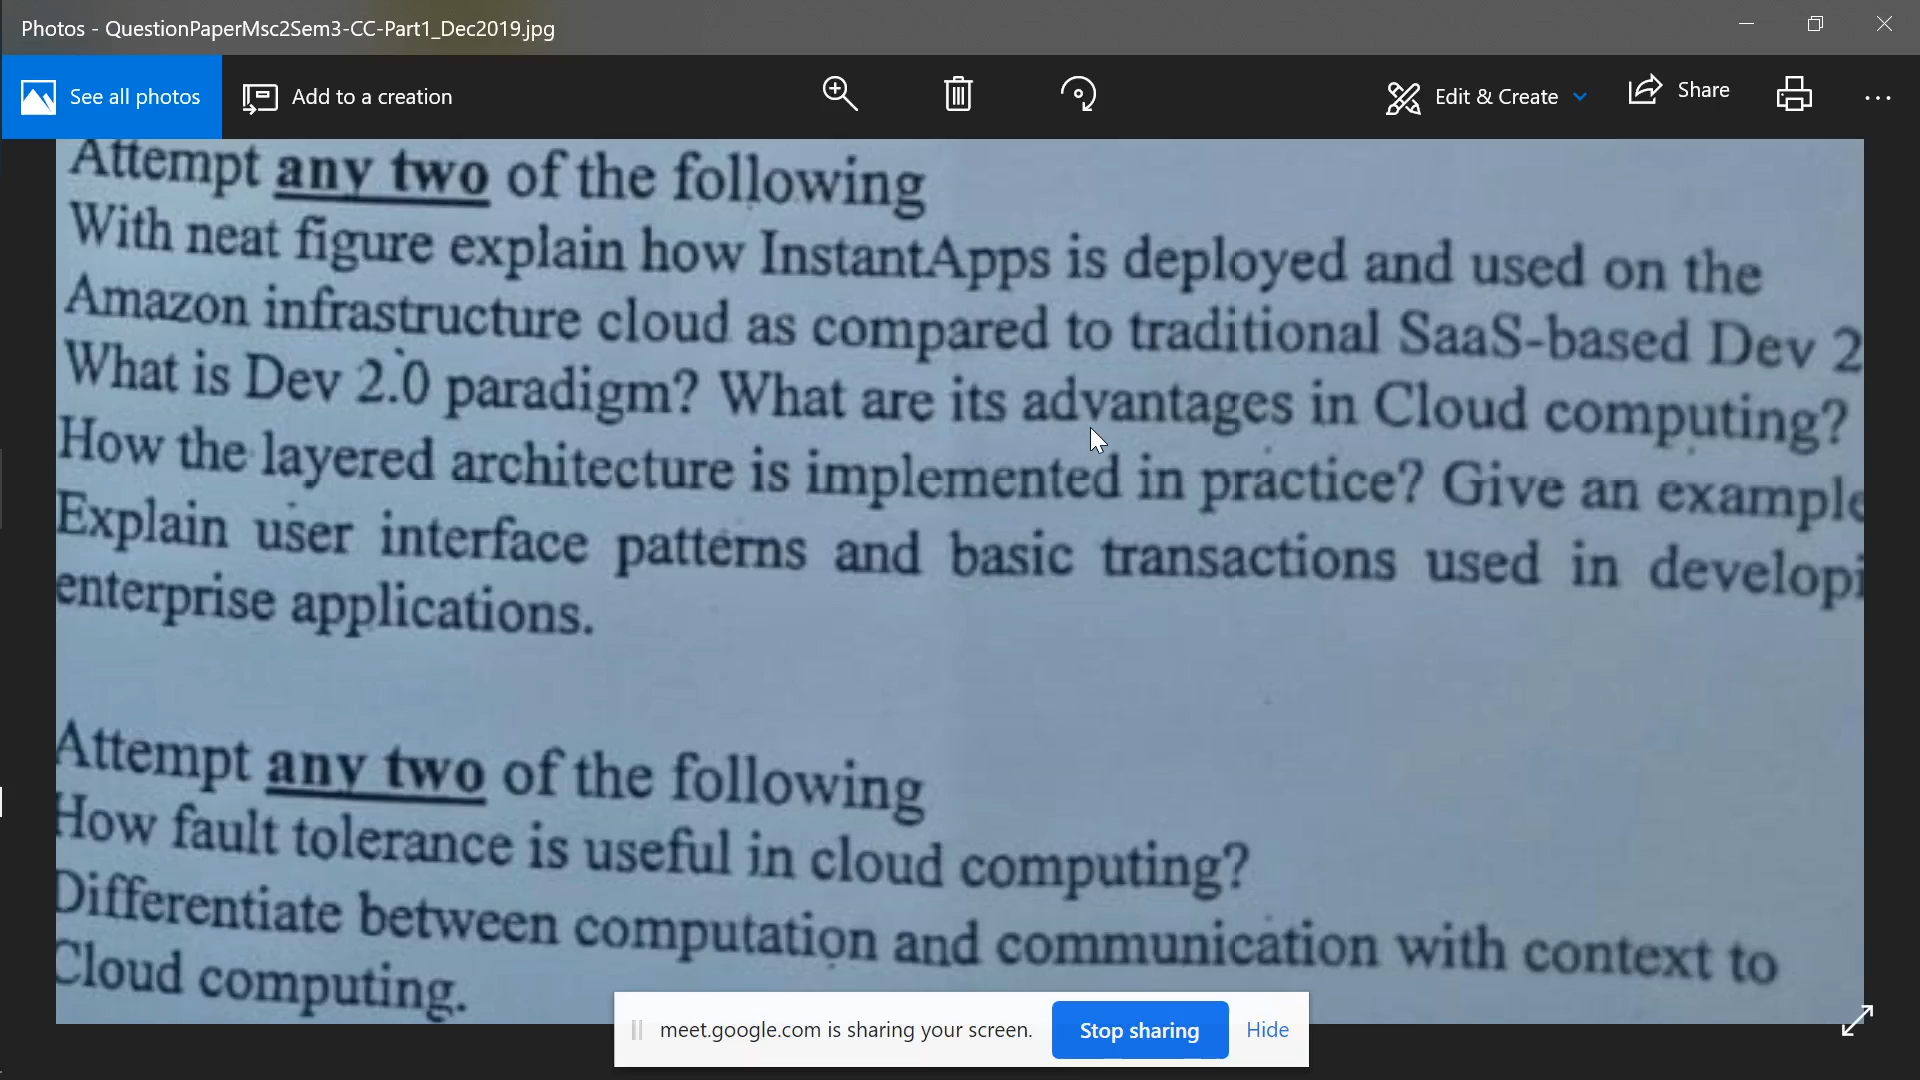 Photos - QuestionPaperMsc2Sem3-CC-Part1_Dec2019.jpg
See all photos
Add to a creation
Edit & Create
Share
Attempt any two of the following
With neat figure explain how InstantApps is deployed and used on the
Amazon infrastructure cloud as compared to traditional SaaS-based Dev 2
What is Dev 2.0 paradigm? What are its advantages in Cloud computing?
How the layered architecture is implemented in practice? Give an example
Explain user interface patterns and basic transactions used in developi
enterprise applications.
Attempt any two of the following
How fault tolerance is useful in cloud computing?
Differentiate between computation and communication with context to
Cloud computing.
meet.google.com is sharing your screen.
Stop sharing
Hide